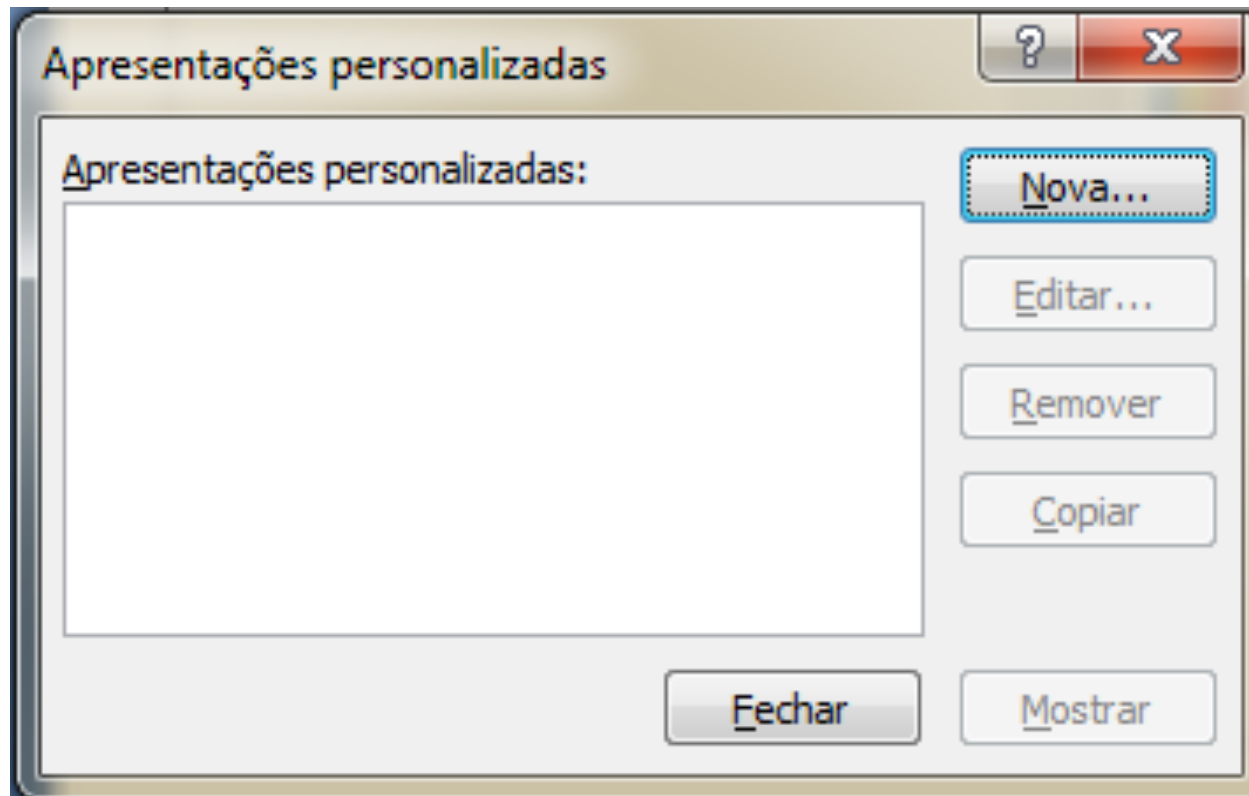 Apresentações personalizadas
Apresentações personalizadas:
Nova...
Editar...
Remover
Copiar
Fechar
Mostrar